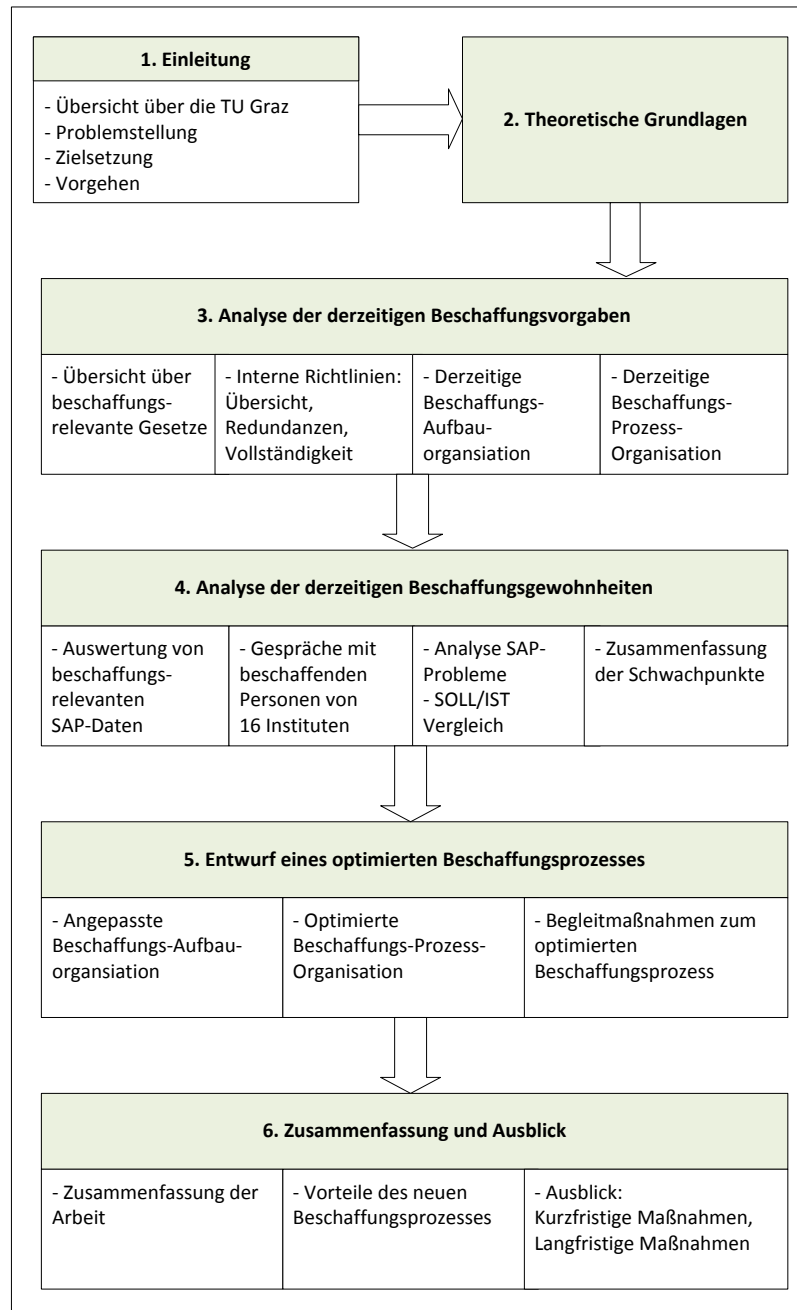 1. Einleitung
- Übersicht über die TU Graz
- Problemstellung
- Zielsetzung
- Vorgehen
2. Theoretische Grundlagen
3. Analyse der derzeitigen Beschaffungsvorgaben
- Übersicht über
beschaffungs-
relevante Gesetze
- Interne Richtlinien:
Übersicht,
Redundanzen,
Vollständigkeit
- Derzeitige
Beschaffungs-
Aufbau-
organsiation
- Derzeitige
Beschaffungs-
Prozess-
Organisation
4. Analyse der derzeitigen Beschaffungsgewohnheiten
- Auswertung von
beschaffungs-
relevanten
SAP-Daten
- Gespräche mit
beschaffenden
Personen von
16 Instituten
- Analyse SAP-
Probleme
- SOLL/IST
Vergleich
- Zusammenfassung
der Schwachpunkte
5. Entwurf eines optimierten Beschaffungsprozesses
- Angepasste
Beschaffungs-Aufbau-
organsiation
- Optimierte
Beschaffungs-Prozess-
Organisation
- Begleitmaßnahmen zum
optimierten
Beschaffungsprozess
6. Zusammenfassung und Ausblick
- Zusammenfassung der
Arbeit
- Vorteile des neuen
Beschaffungsprozesses
- Ausblick:
Kurzfristige Maßnahmen,
Langfristige Maßnahmen